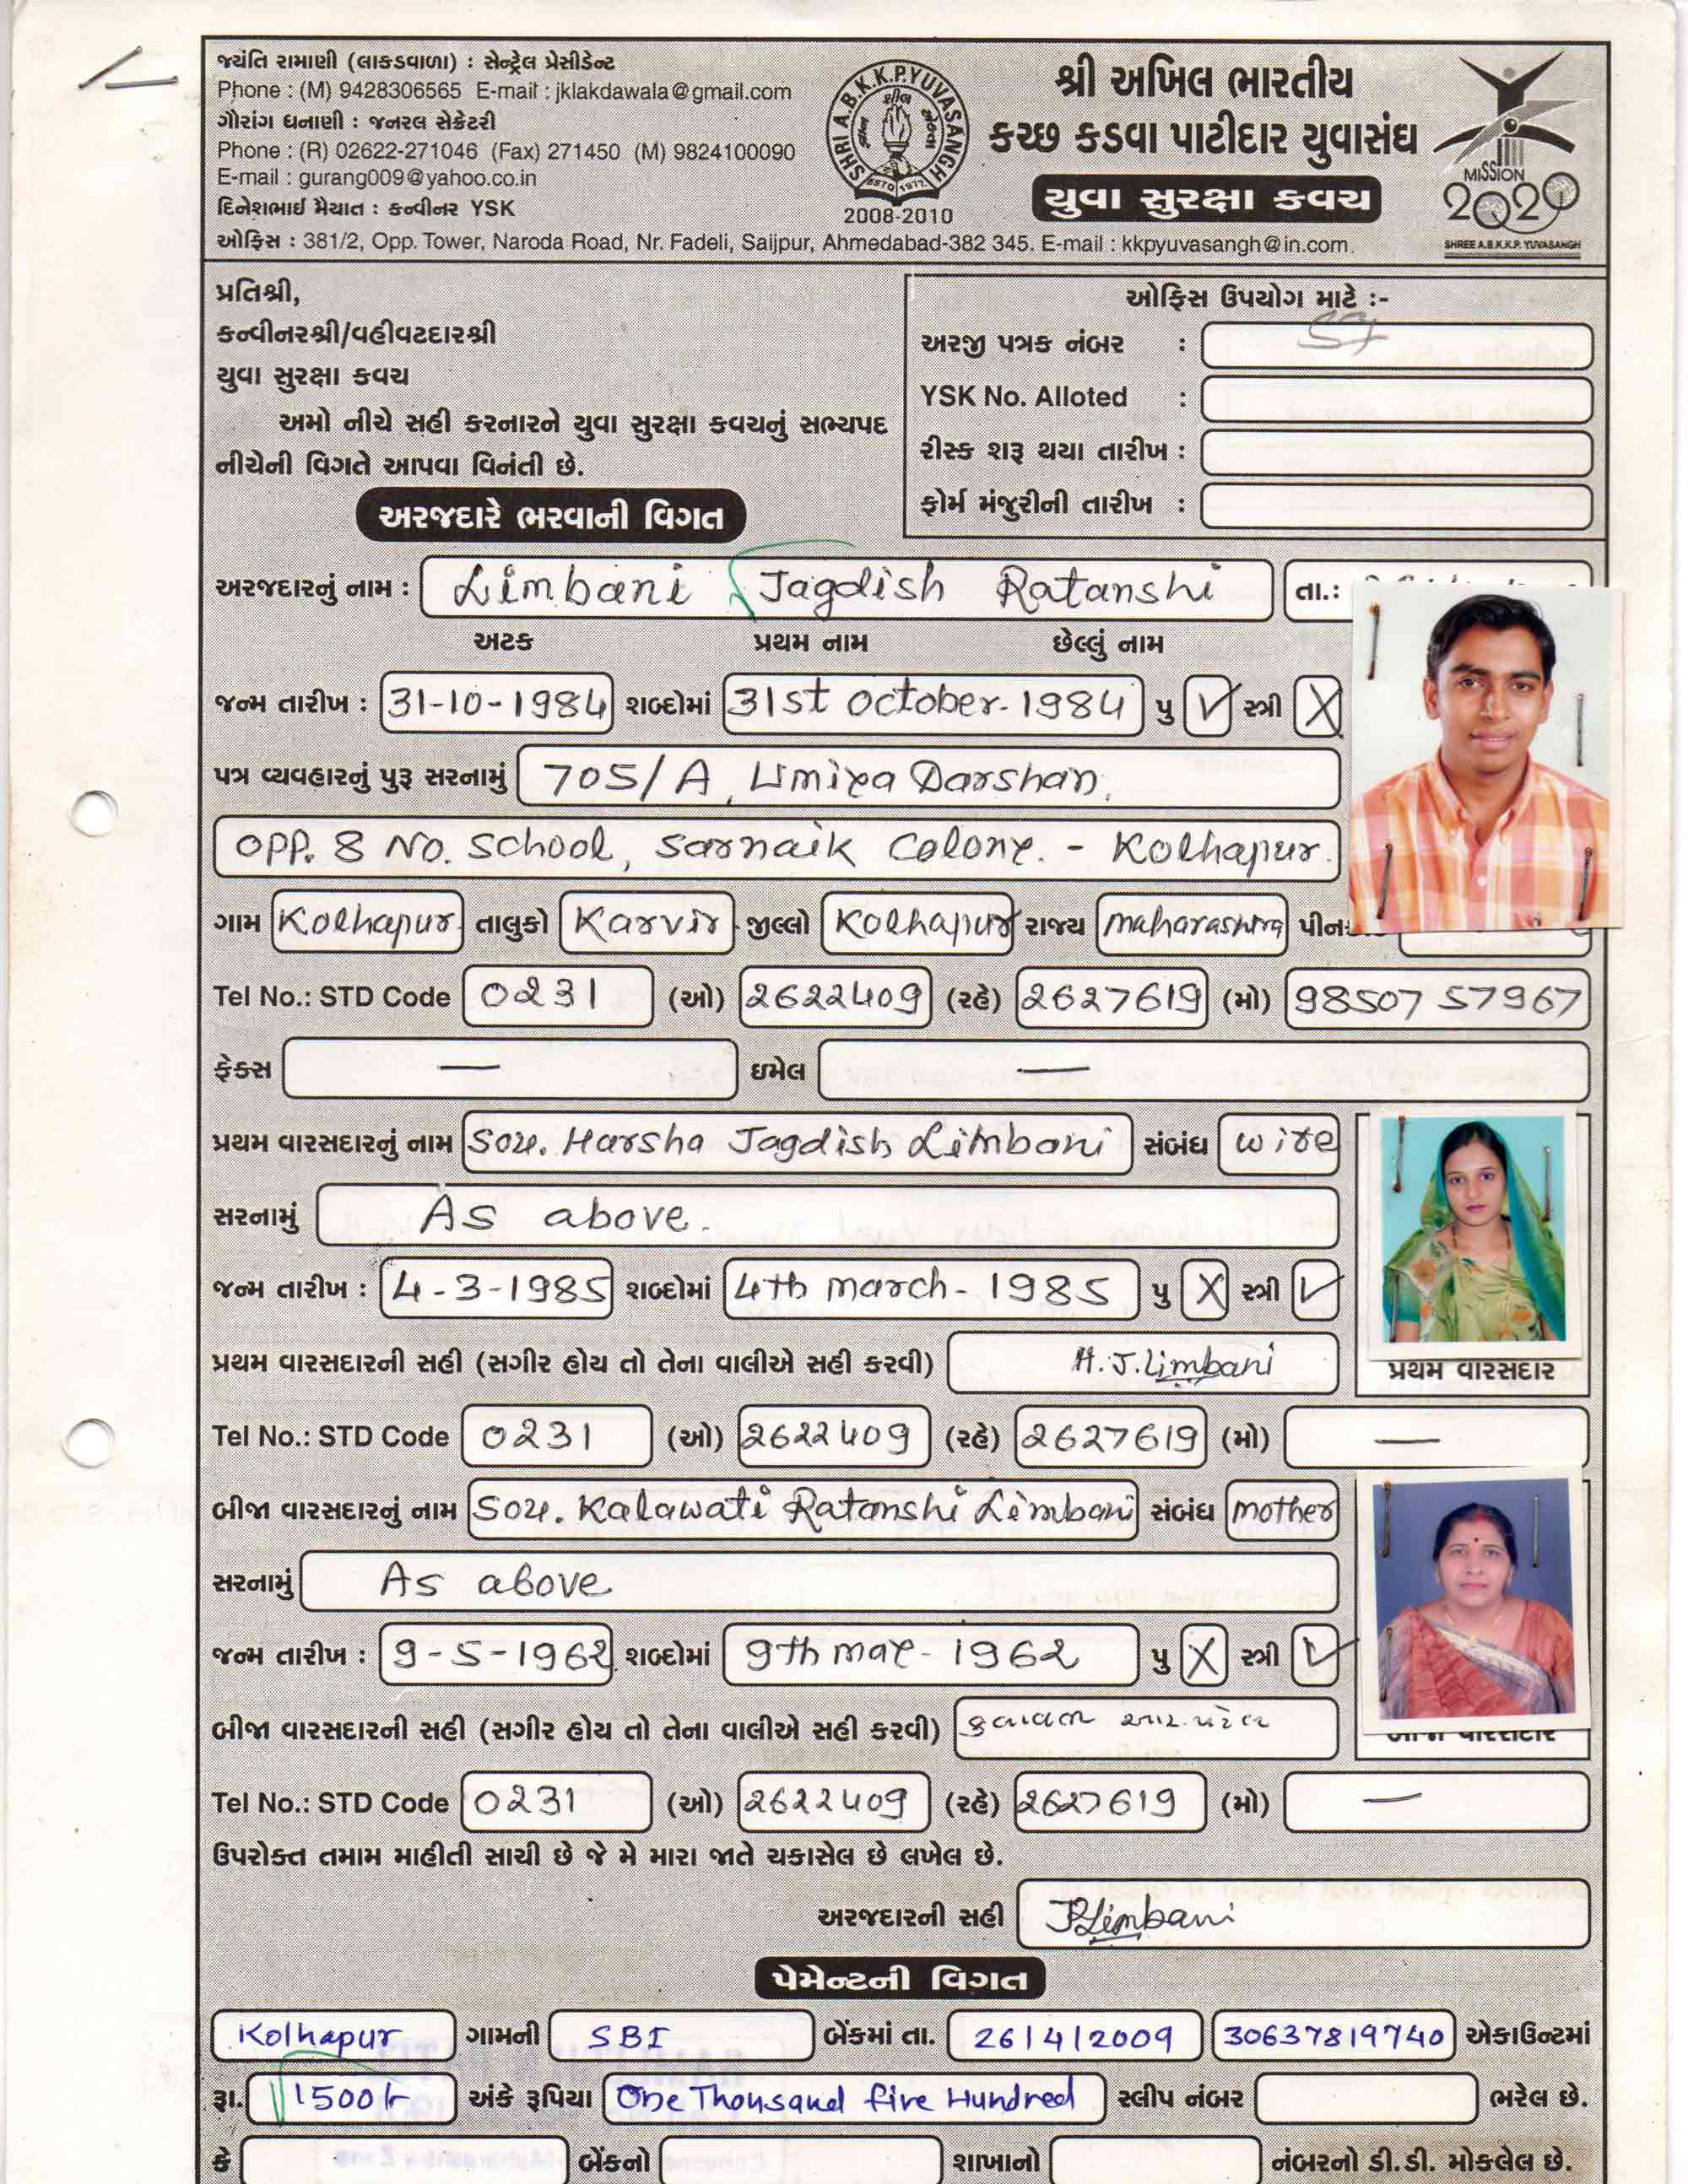 જ્યંતિ રામાણી (લાકડવાળા) : સેન્ટ્રેલ પ્રેસીડેન્ટ
Phone : (M) 9428306565 E-mail : jklakdawala@gmail.com
ગૌરાંગ ધનાણી : જનરલ સેક્રેટરી
Phone : (R) 02622-271046 (Fax) 271450 (M) 9824100090
E-mail : gurang009@yahoo.co.in
દિનેશભાઈ મૈયાત : કન્વીનર YSK
SHRI A.B.K.K.P.YUVASANGH
ESTD 1977
2008-2010
શ્રી અખિલ ભારતીય
કચ્છ કડવા પાટીદાર યુવાસંઘ
યુવા સુરક્ષા કવચ
MISSION
2020
SHREE A.B.K.K.P. YUVASANGH
ઓફિસ : 381/2, Opp. Tower, Naroda Road, Nr. Fadeli, Saijpur, Ahmedabad-382 345. E-mail : kkpyuvasangh@in.com.
પ્રતિશ્રી,
કન્વીનરશ્રી/વહીવટદારશ્રી
યુવા સુરક્ષા કવચ
અમો નીચે સહી કરનારને યુવા સુરક્ષા કવચનું સભ્યપદ
નીચેની વિગતે આપવા વિનંતી છે.
ઓફિસ ઉપયોગ માટે :-
અરજી પત્રક નંબર :
YSK No. Alloted :
રીસ્ક શરૂ થયા તારીખ :
ફોર્મ મંજુરીની તારીખ :
અરજદારે ભરવાની વિગત
અરજદારનું નામ : Limbani Jagdish Ratanshi તા.:
અટક પ્રથમ નામ છેલ્લું નામ
જન્મ તારીખ : 31-10-1984 શબ્દોમાં 31st october-1984 પુ ✓ સ્ત્રી X
પત્ર વ્યવહારનું પુરૂ સરનામું 705/A, Umiya Darshan,
OPP. 8 No. School, Sarnaik Colony. - Kolhapur.
ગામ Kolhapur તાલુકો Karvir જીલ્લો Kolhapur રાજ્ય Maharashtra પીન
Tel No.: STD Code 0231 (ઓ) 2622409 (રહે) 2627619 (મો) 98507 57967
ફેક્સ — ઇમેલ —
પ્રથમ વારસદારનું નામ Sou. Harsha Jagdish Limbani સંબંધ wife
સરનામું As above.
જન્મ તારીખ : 4-3-1985 શબ્દોમાં 4th march-1985 પુ X સ્ત્રી ✓
પ્રથમ વારસદારની સહી (સગીર હોય તો તેના વાલીએ સહી કરવી) H.J.Limbani
પ્રથમ વારસદાર
Tel No.: STD Code 0231 (ઓ) 2622409 (રહે) 2627619 (મો) —
બીજા વારસદારનું નામ Sou. Kalawati Ratanshi Limbani સંબંધ mother
સરનામું As above
જન્મ તારીખ : 9-5-1962 શબ્દોમાં 9th may-1962 પુ X સ્ત્રી ✓
બીજા વારસદારની સહી (સગીર હોય તો તેના વાલીએ સહી કરવી)
બીજા વારસદાર
Tel No.: STD Code 0231 (ઓ) 2622409 (રહે) 2627619 (મો) —
ઉપરોક્ત તમામ માહીતી સાચી છે જે મે મારા જાતે ચકાસેલ છે લખેલ છે.
અરજદારની સહી JRLimbani
પેમેન્ટની વિગત
Kolhapur ગામની SBI બેંકમાં તા. 26/4/2009 30637819740 એકાઉન્ટમાં
રૂા. 1500/- અંકે રૂપિયા One Thousand five Hundred સ્લીપ નંબર ભરેલ છે.
કે બેંકનો શાખાનો નંબરનો ડી.ડી. મોકલેલ છે.